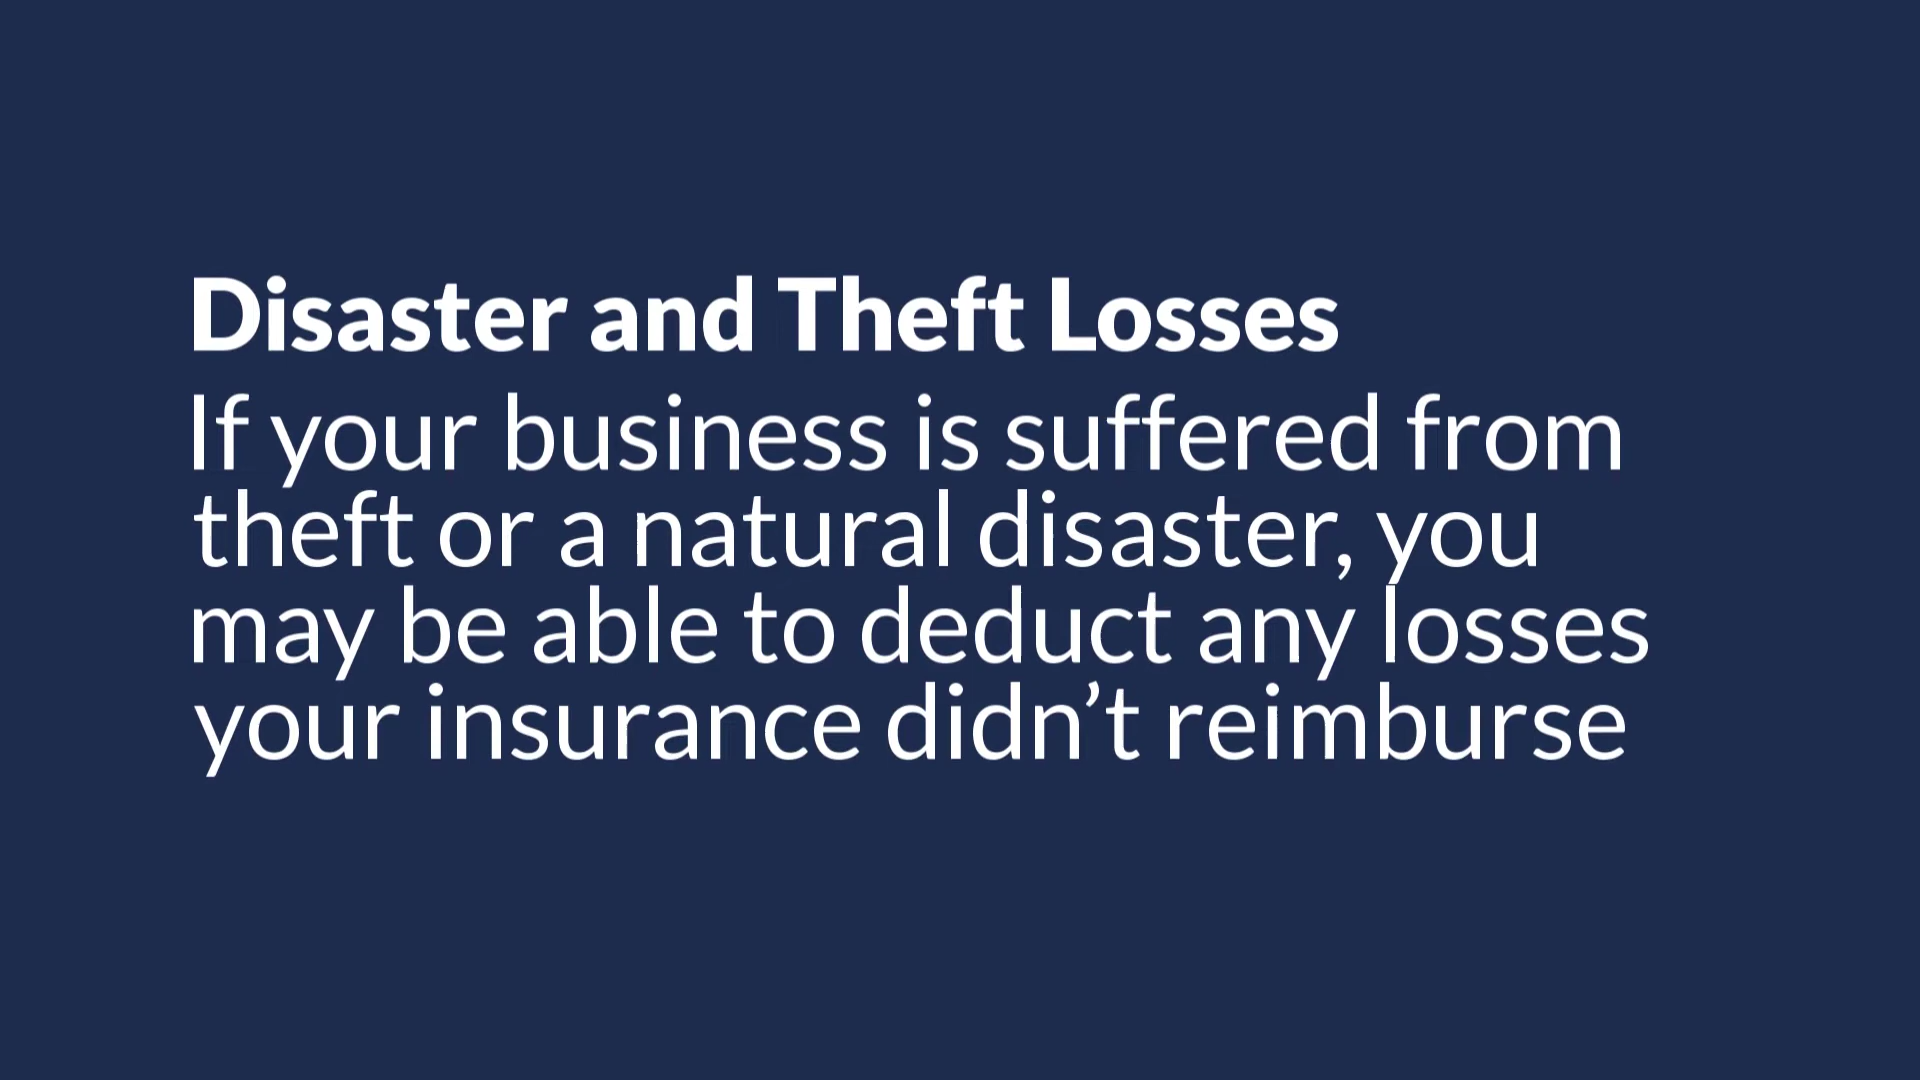 Disaster and Theft Losses
If your business is suffered from
theft or a natural disaster, you
may be able to deduct any losses
your insurance didn’t reimburse